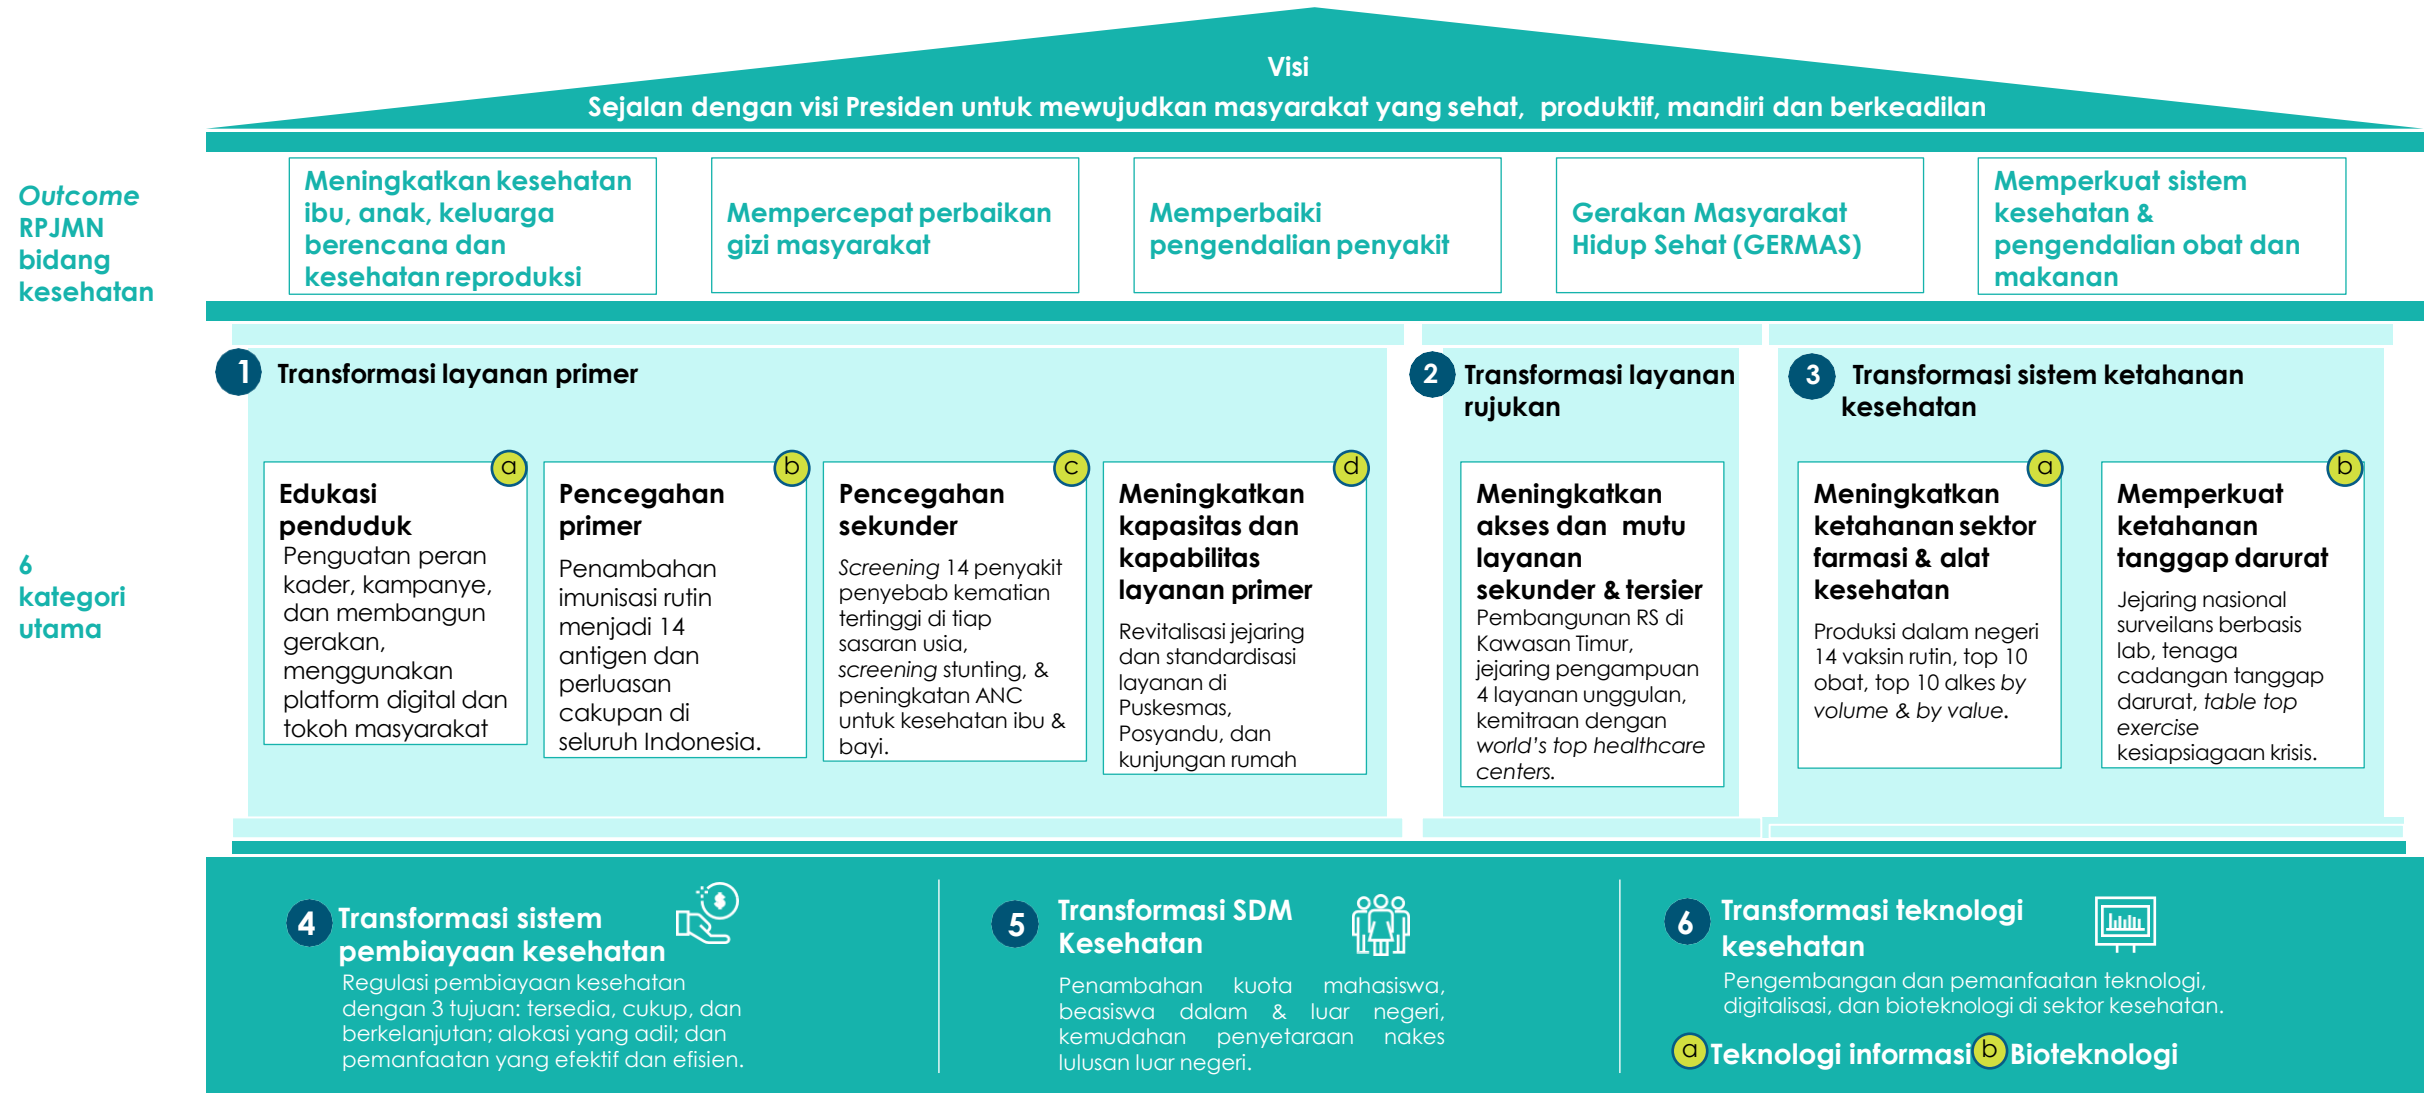 Visi
Sejalan dengan visi Presiden untuk mewujudkan masyarakat yang sehat, produktif, mandiri dan berkeadilan
Outcome
RPJMN
bidang
kesehatan
Meningkatkan kesehatan
ibu, anak, keluarga
berencana dan
kesehatan reproduksi
Mempercepat perbaikan
gizi masyarakat
Memperbaiki
pengendalian penyakit
Gerakan Masyarakat
Hidup Sehat (GERMAS)
Memperkuat sistem
kesehatan &
pengendalian obat dan
makanan
6
kategori
utama
1
Transformasi layanan primer
a
Edukasi
penduduk
Penguatan peran
kader, kampanye,
dan membangun
gerakan,
menggunakan
platform digital dan
tokoh masyarakat
b
Pencegahan
primer
Penambahan
imunisasi rutin
menjadi 14
antigen dan
perluasan
cakupan di
seluruh Indonesia.
c
Pencegahan
sekunder
Screening 14 penyakit
penyebab kematian
tertinggi di tiap
sasaran usia,
screening stunting, &
peningkatan ANC
untuk kesehatan ibu &
bayi.
d
Meningkatkan
kapasitas dan
kapabilitas
layanan primer
Revitalisasi jejaring
dan standardisasi
layanan di
Puskesmas,
Posyandu, dan
kunjungan rumah
2
Transformasi layanan
rujukan
Meningkatkan
akses dan mutu
layanan
sekunder & tersier
Pembangunan RS di
Kawasan Timur,
jejaring pengampuan
4 layanan unggulan,
kemitraan dengan
world's top healthcare
centers.
3
Transformasi sistem ketahanan
kesehatan
a
Meningkatkan
ketahanan sektor
farmasi & alat
kesehatan
Produksi dalam negeri
14 vaksin rutin, top 10
obat, top 10 alkes by
volume & by value.
b
Memperkuat
ketahanan
tanggap darurat
Jejaring nasional
surveilans berbasis
lab, tenaga
cadangan tanggap
darurat, table top
exercise
kesiapsiagaan krisis.
4
Transformasi sistem
pembiayaan kesehatan
Regulasi pembiayaan kesehatan
dengan 3 tujuan: tersedia, cukup, dan
berkelanjutan; alokasi yang adil; dan
pemanfaatan yang efektif dan efisien.
5
Transformasi SDM
Kesehatan
Penambahan kuota mahasiswa,
beasiswa dalam & luar negeri,
kemudahan penyetaraan nakes
lulusan luar negeri.
6
Transformasi teknologi
kesehatan
Pengembangan dan pemanfaatan teknologi,
digitalisasi, dan bioteknologi di sektor kesehatan.
a Teknologi informasi b Bioteknologi